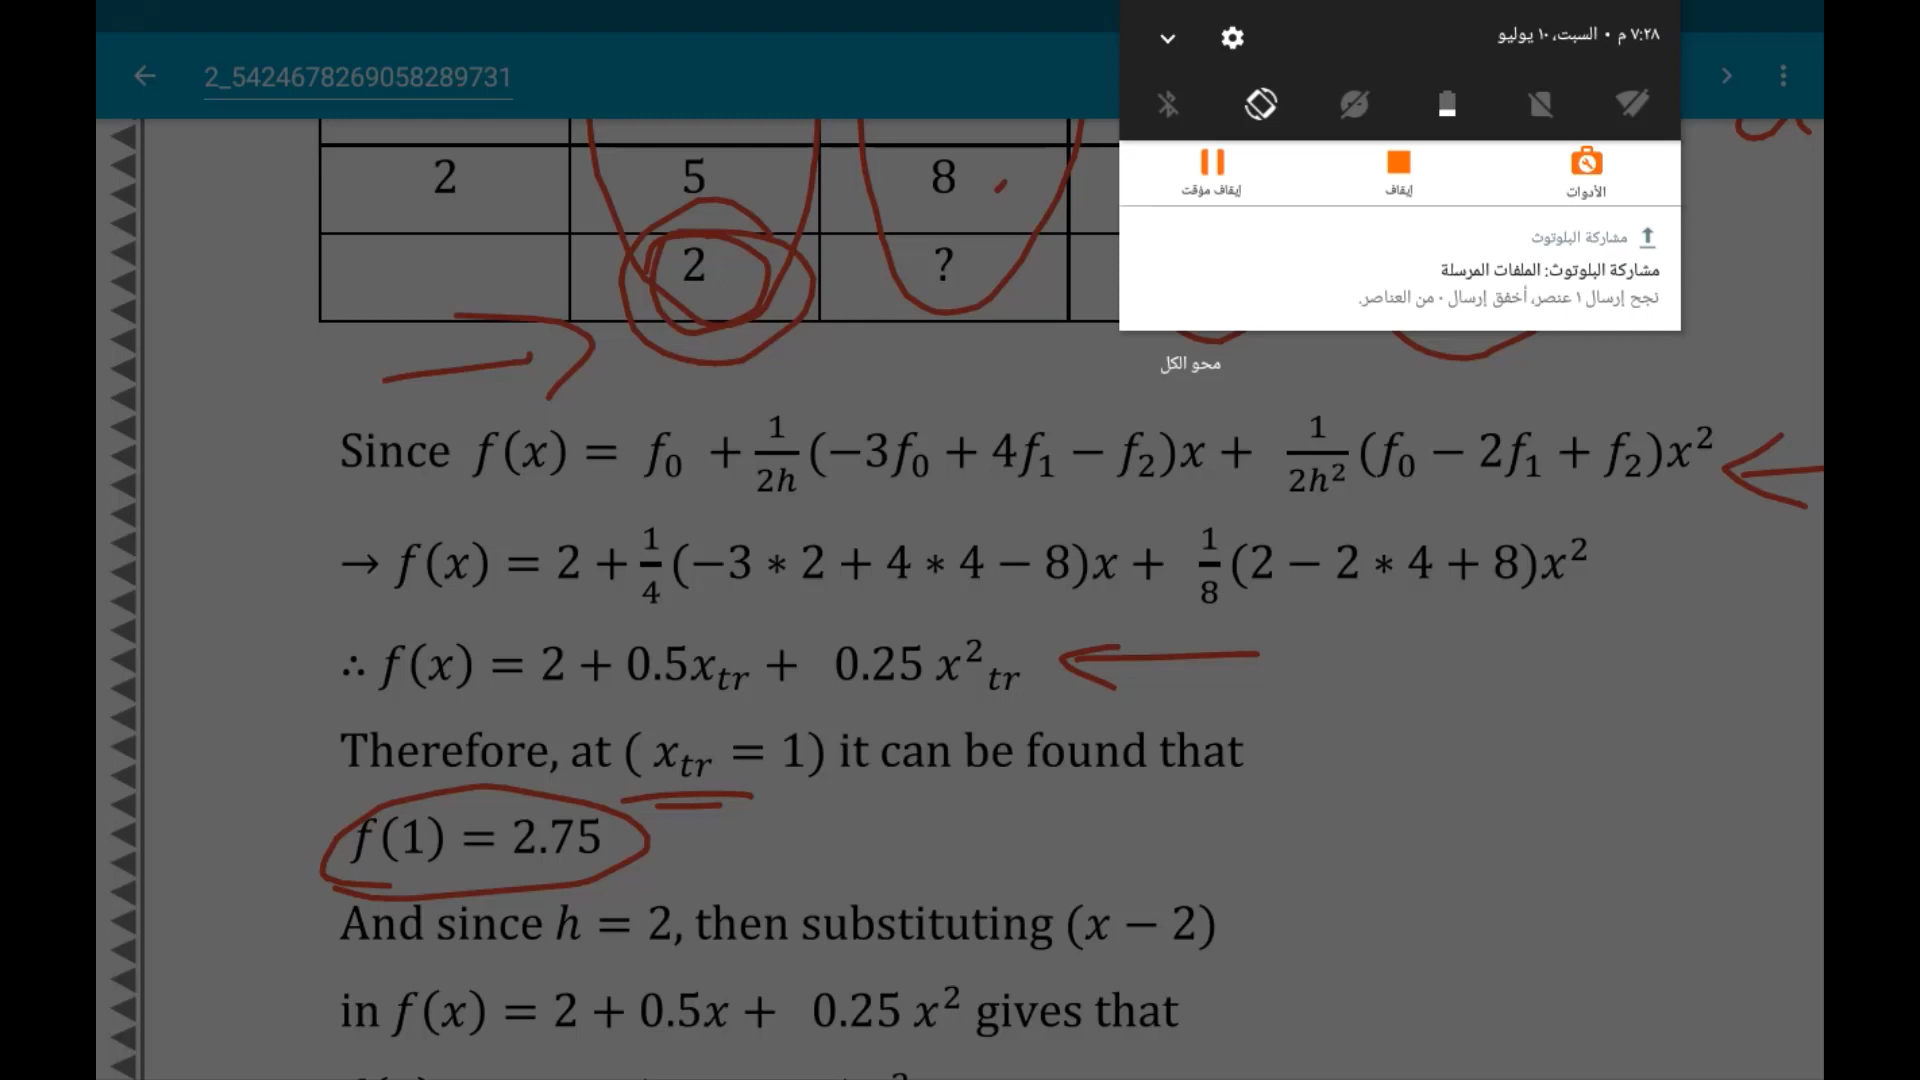 ٧:٢٨ م • السبت، ١٠ يوليو
2_5424678269058289731
إيقاف مؤقت
إيقاف
الأدوات
مشاركة البلوتوث
مشاركة البلوتوث: الملفات المرسلة
نجح إرسال ١ عنصر، أخفق إرسال ٠ من العناصر.
محو الكل
2 5 8
2 ?
Since f(x) = f₀ + 1/2h (−3f₀ + 4f₁ − f₂)x + 1/2h² (f₀ − 2f₁ + f₂)x²
→ f(x) = 2 + 1/4 (−3 ∗ 2 + 4 ∗ 4 − 8)x + 1/8 (2 − 2 ∗ 4 + 8)x²
∴ f(x) = 2 + 0.5x_tr + 0.25 x²_tr
Therefore, at ( x_tr = 1) it can be found that
f(1) = 2.75
And since h = 2, then substituting (x − 2)
in f(x) = 2 + 0.5x + 0.25 x² gives that